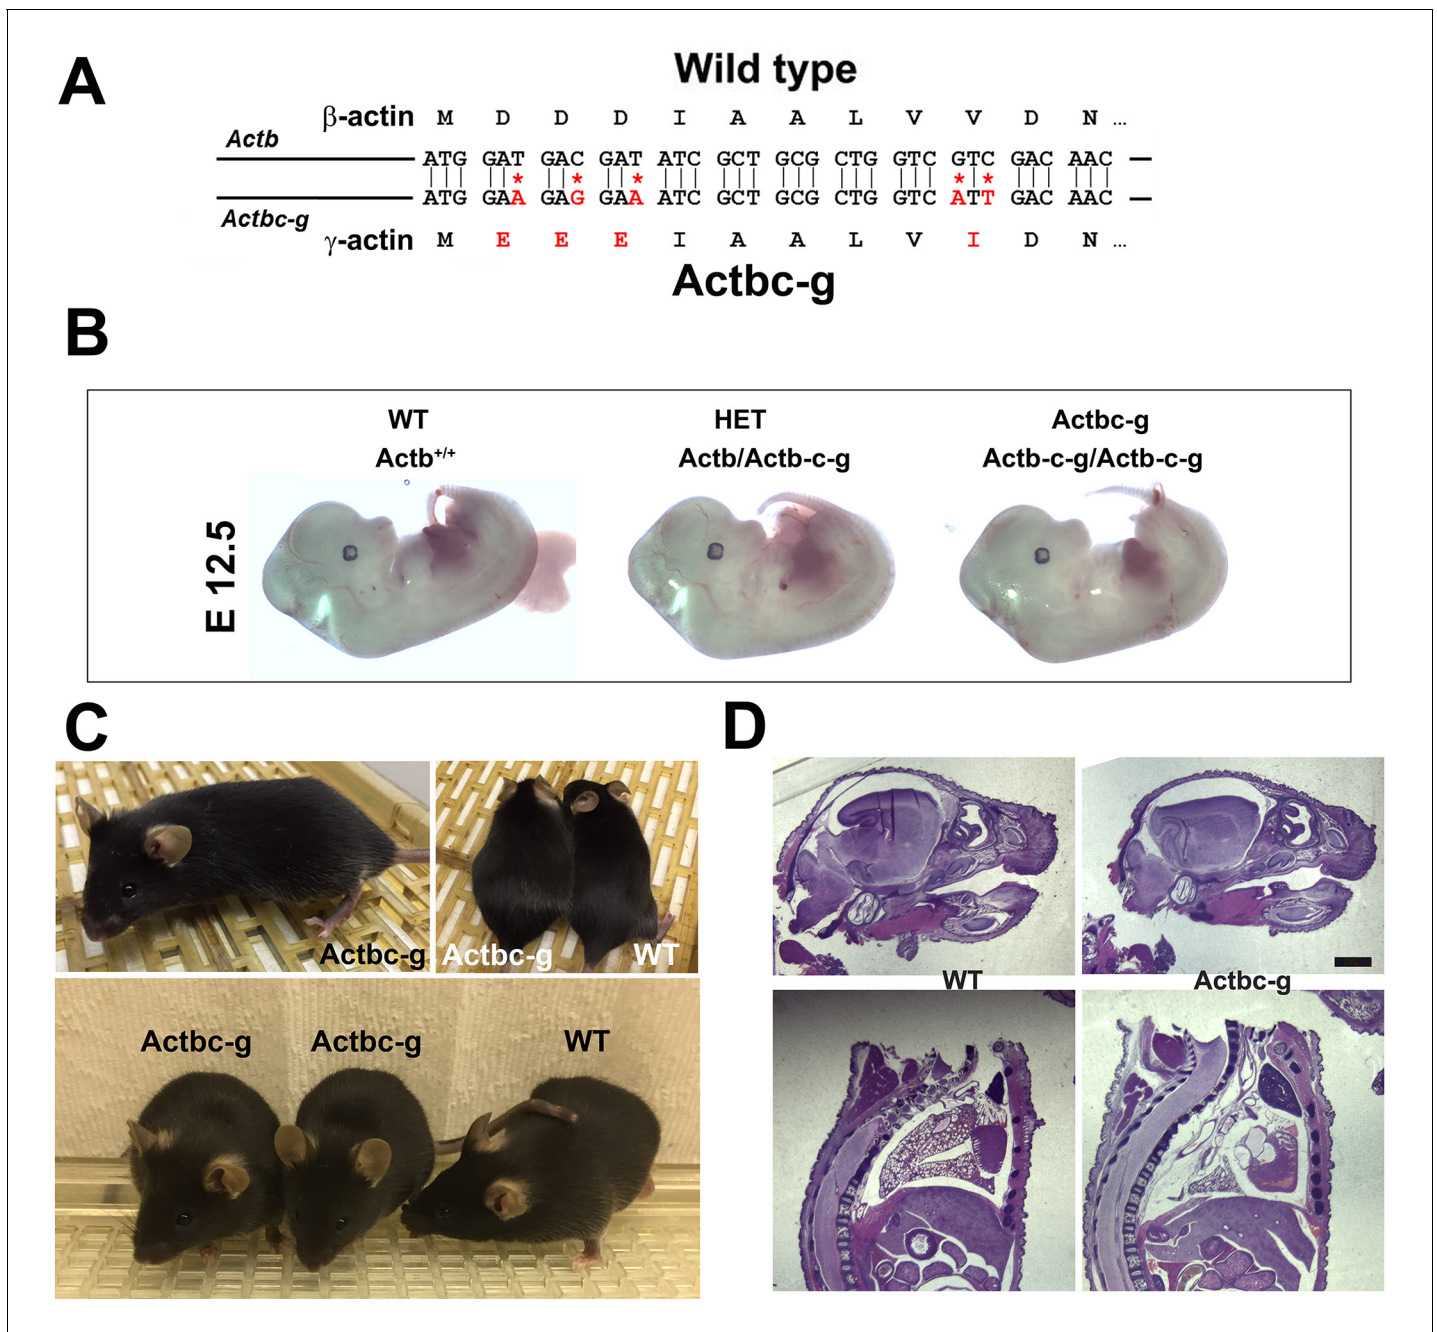 A
Wild type
β-actin M D D D I A A L V V D N ...
Actb
ATG GAT GAC GAT ATC GCT GCG CTG GTC GTC GAC AAC
* * * * *
ATG GAA GAG GAA ATC GCT GCG CTG GTC ATT GAC AAC
Actbc-g
γ-actin M E E E I A A L V I D N ...
Actbc-g
B
WT HET Actbc-g
Actb+/+ Actb/Actb-c-g Actb-c-g/Actb-c-g
E 12.5
C
D
Actbc-g
Actbc-g WT
Actbc-g Actbc-g WT
WT Actbc-g